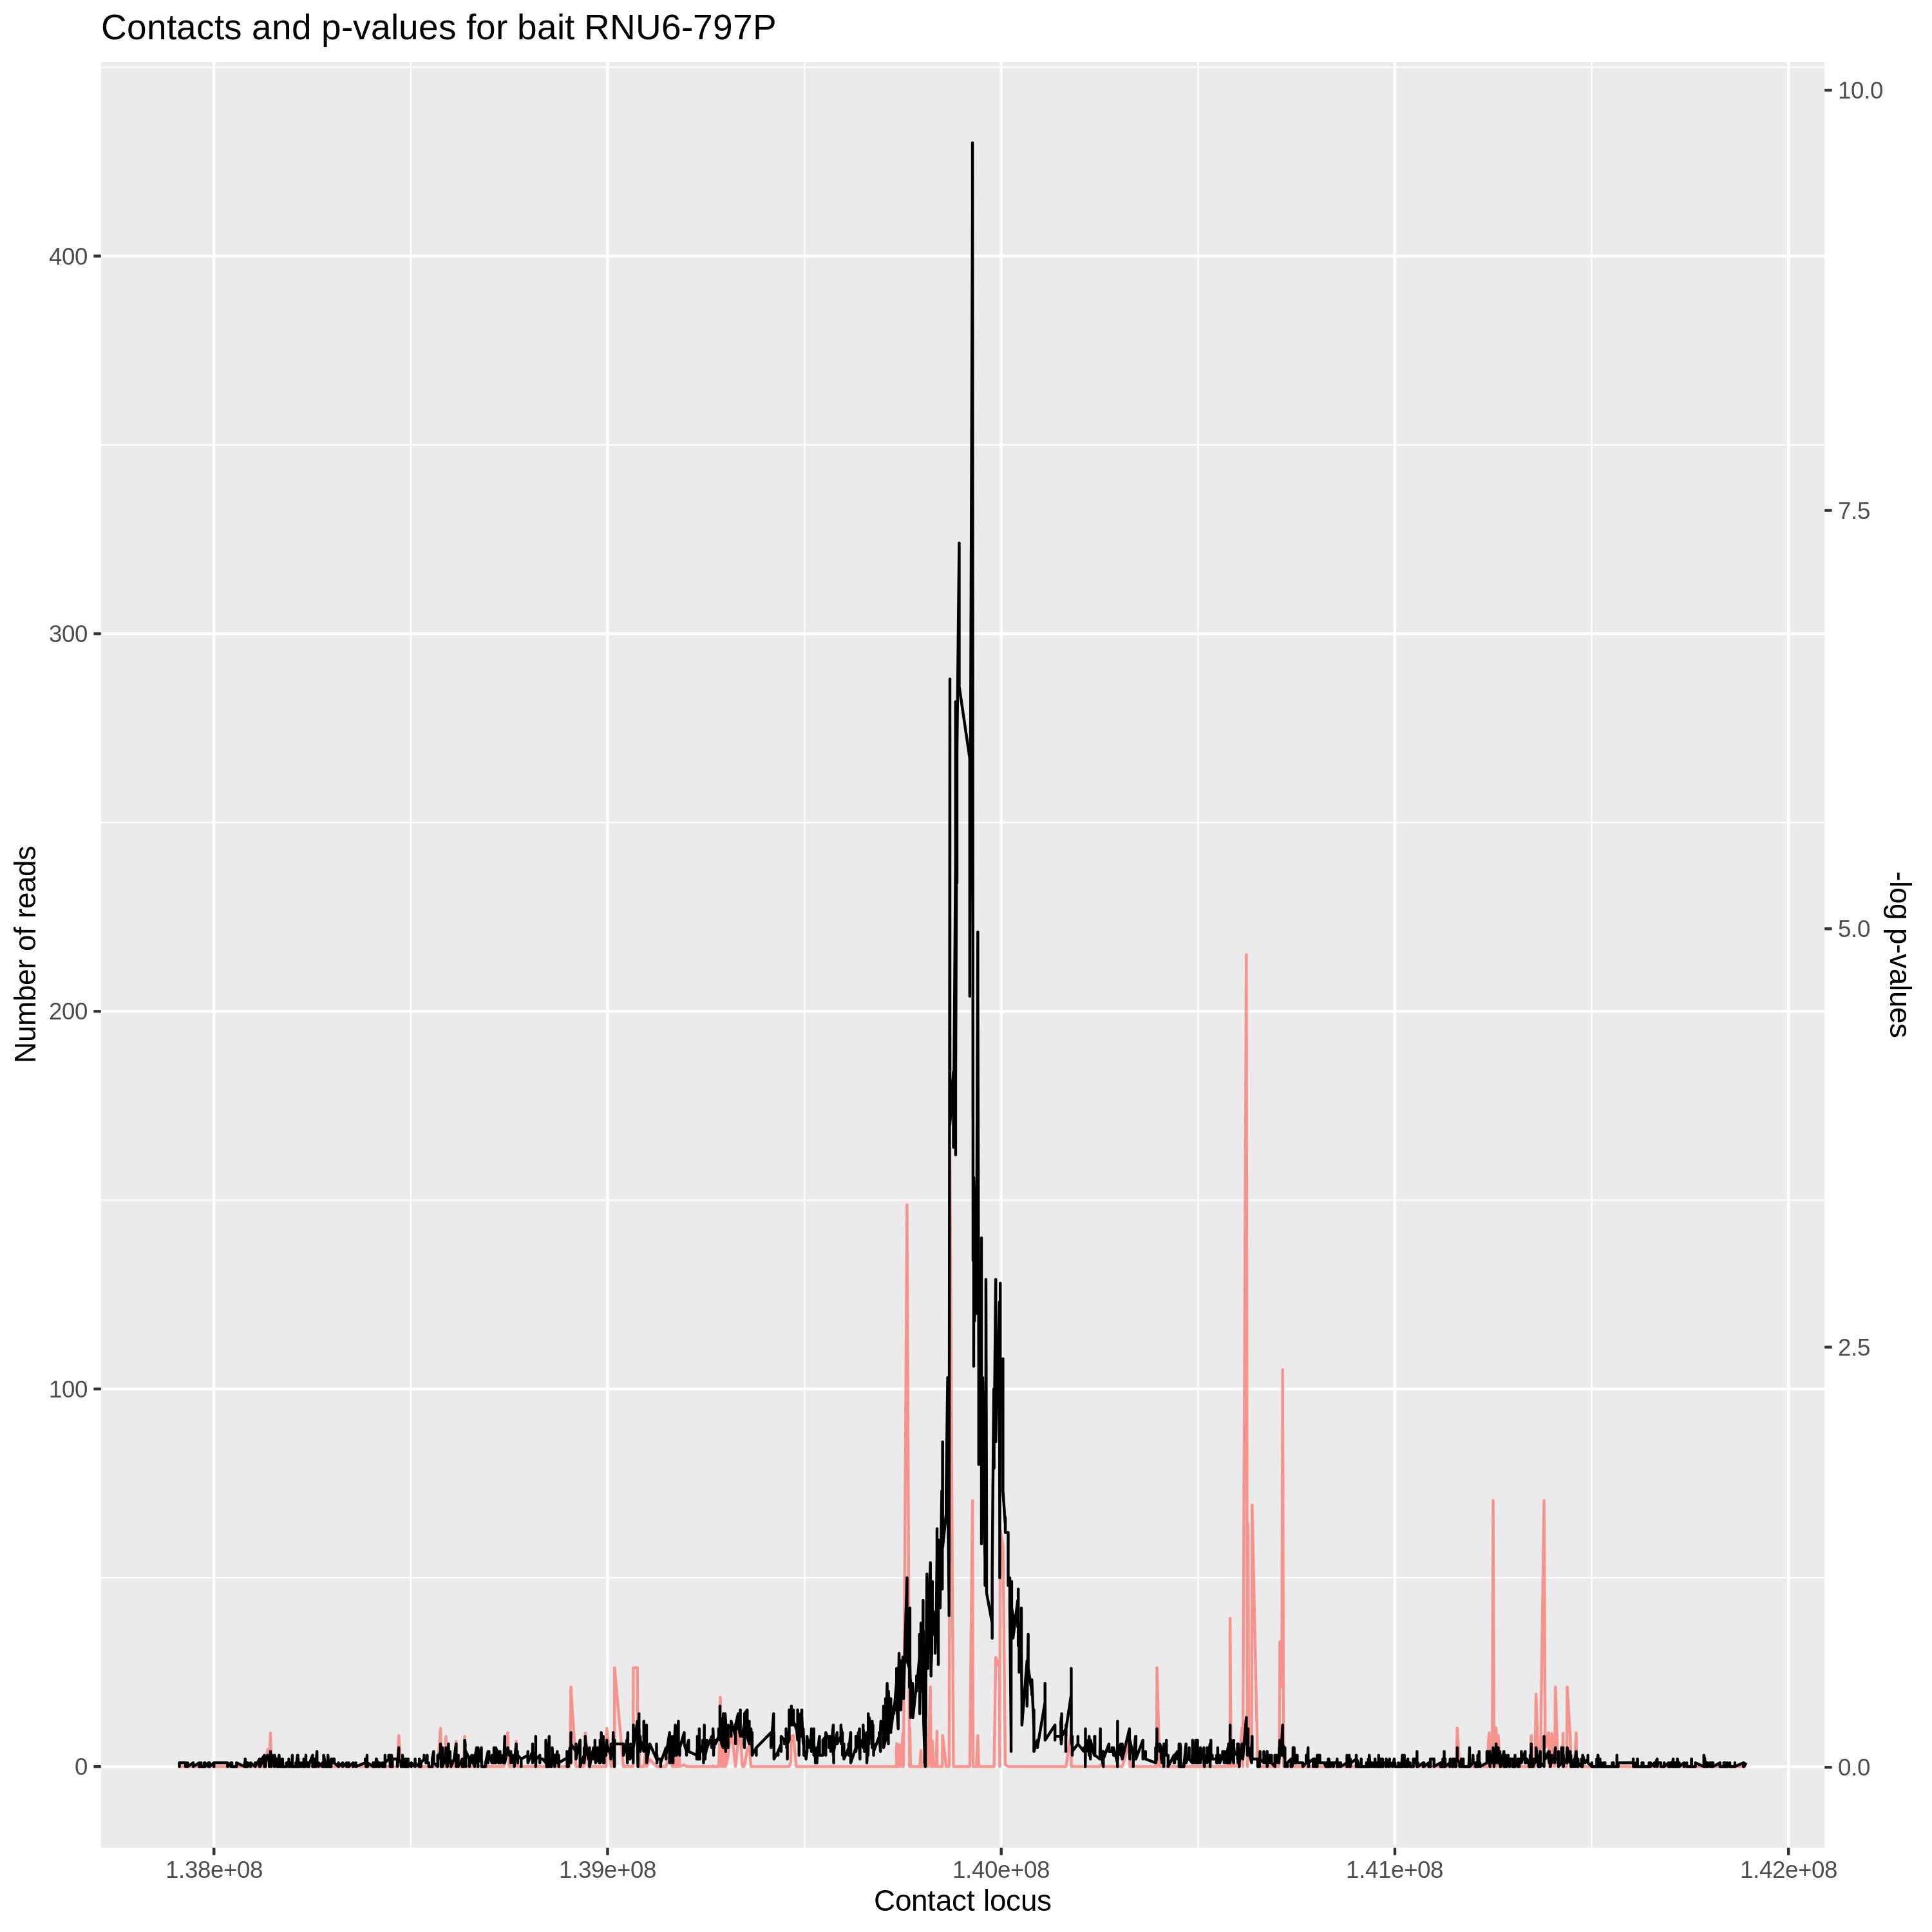 Contacts and p-values for bait RNU6-797P
10.0
400
7.5
300
Number of reads
5.0
-log p-values
200
2.5
100
0
0.0
1.38e+08
1.39e+08
1.40e+08
1.41e+08
1.42e+08
Contact locus